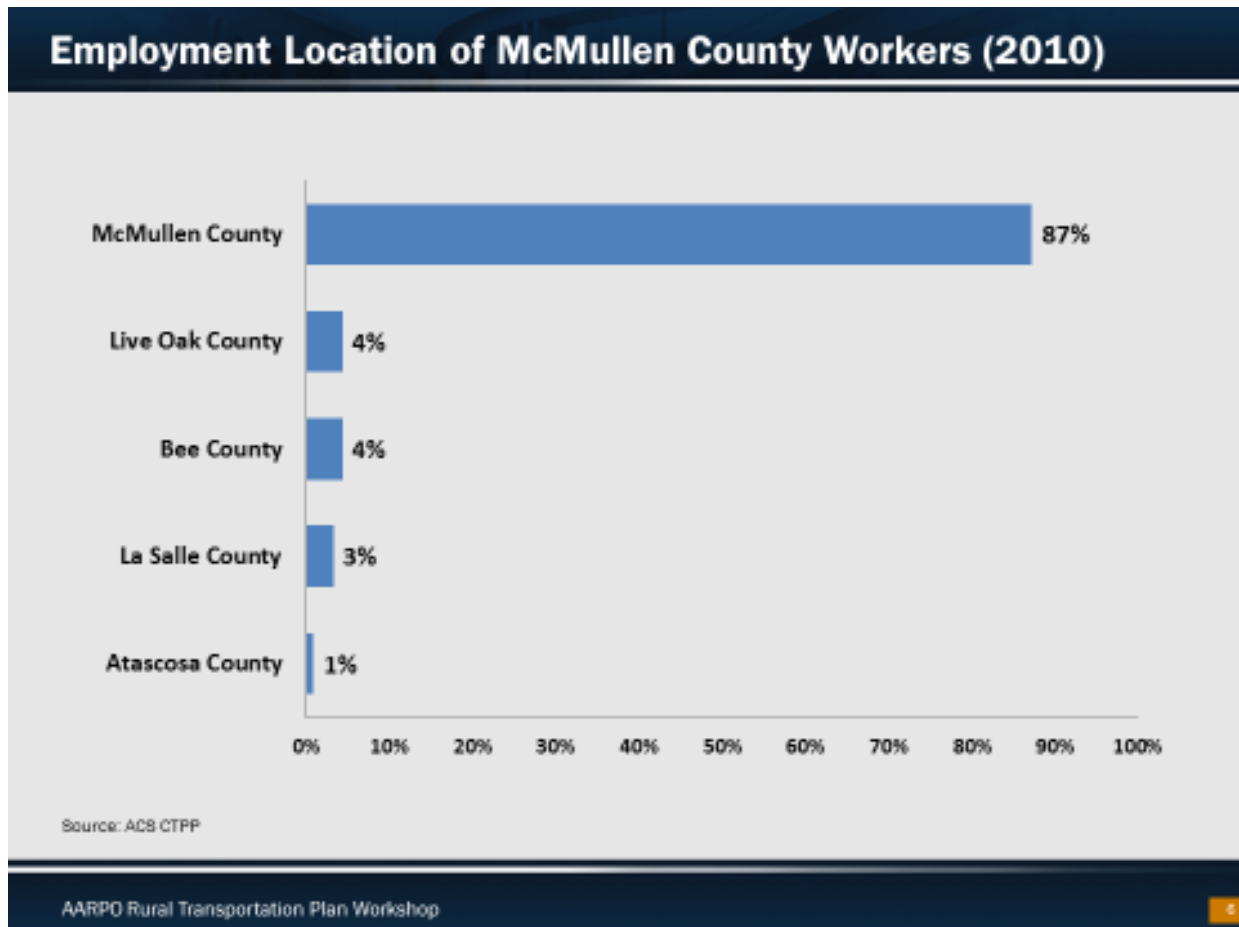 Employment Location of McMullen County Workers (2010)
McMullen County 87%
Live Oak County 4%
Bee County 4%
La Salle County 3%
Atascosa County 1%
0% 10% 20% 30% 40% 50% 60% 70% 80% 90% 100%
Source: ACS CTPP
AARPO Rural Transportation Plan Workshop